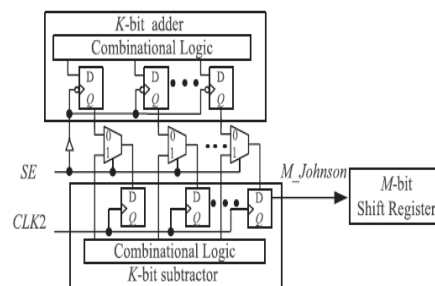 K-bit adder
Combinational Logic
D D D
Q Q Q
0 0 0
1 1 1
SE
M_Johnson
D D D
Q Q Q
M-bit
Shift Register
CLK2
Combinational Logic
K-bit subtractor